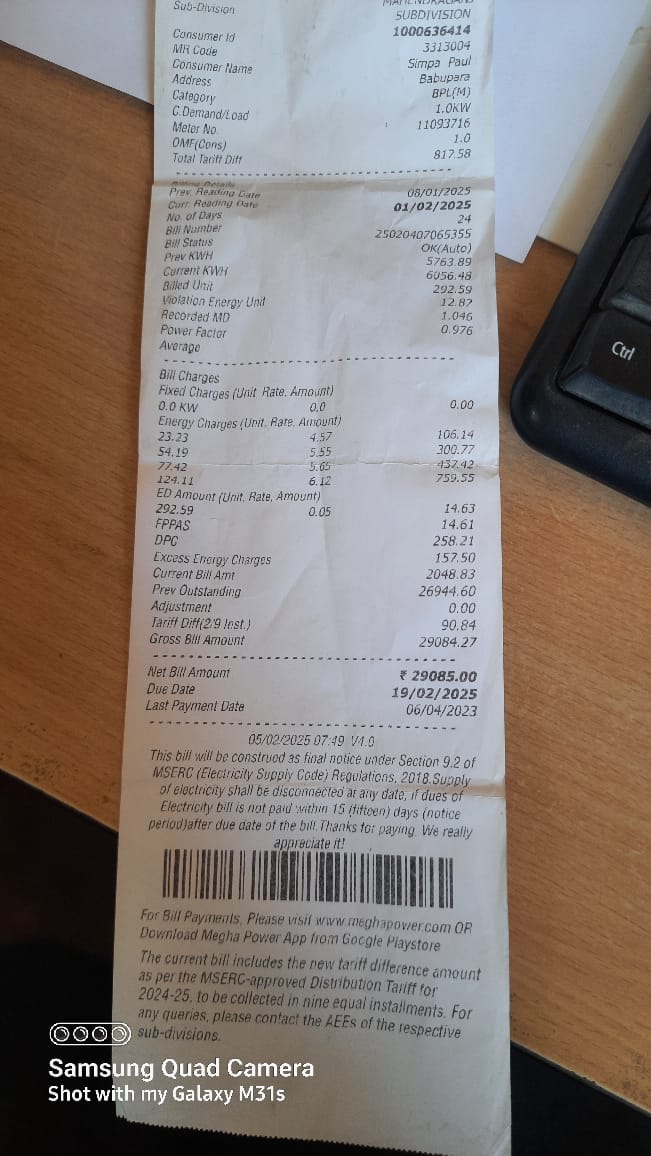 Sub-Division MAHENDRAGANJ
SUBDIVISION
Consumer Id 1000636414
MR Code 3313004
Consumer Name Simpa Paul
Address Babupara
Category BPL(M)
C.Demand/Load 1.0KW
Meter No. 11093716
OMF(Cons) 1.0
Total Tariff Diff 817.58
Billing Details
Prev. Reading Date 08/01/2025
Curr. Reading Date 01/02/2025
No. of Days 24
Bill Number 25020407065355
Bill Status OK(Auto)
Prev KWH 5763.89
Current KWH 6056.48
Billed Unit 292.59
Violation Energy Unit 12.87
Recorded MD 1.046
Power Factor 0.976
Average
Bill Charges
Fixed Charges (Unit, Rate, Amount)
0.0 KW 0.0 0.00
Energy Charges (Unit, Rate, Amount)
23.23 4.57 106.14
54.19 5.55 300.77
77.42 5.65 437.42
124.11 6.12 759.55
ED Amount (Unit, Rate, Amount)
292.59 0.05 14.63
FPPAS 14.61
DPC 258.21
Excess Energy Charges 157.50
Current Bill Amt 2048.83
Prev Outstanding 26944.60
Adjustment 0.00
Tariff Diff(2/9 Inst.) 90.84
Gross Bill Amount 29084.27
Net Bill Amount ₹ 29085.00
Due Date 19/02/2025
Last Payment Date 06/04/2023
05/02/2025 07:49 V4.0
This bill will be construed as final notice under Section 9.2 of
MSERC (Electricity Supply Code) Regulations, 2018.Supply
of electricity shall be disconnected at any date, if dues of
Electricity bill is not paid within 15 (fifteen) days (notice
period)after due date of the bill.Thanks for paying. We really
appreciate it!
For Bill Payments, Please visit www.meghapower.com OR
Download Megha Power App from Google Playstore
The current bill includes the new tariff difference amount
as per the MSERC-approved Distribution Tariff for
2024-25, to be collected in nine equal installments. For
any queries, please contact the AEEs of the respective
sub-divisions.
Ctrl
Samsung Quad Camera
Shot with my Galaxy M31s